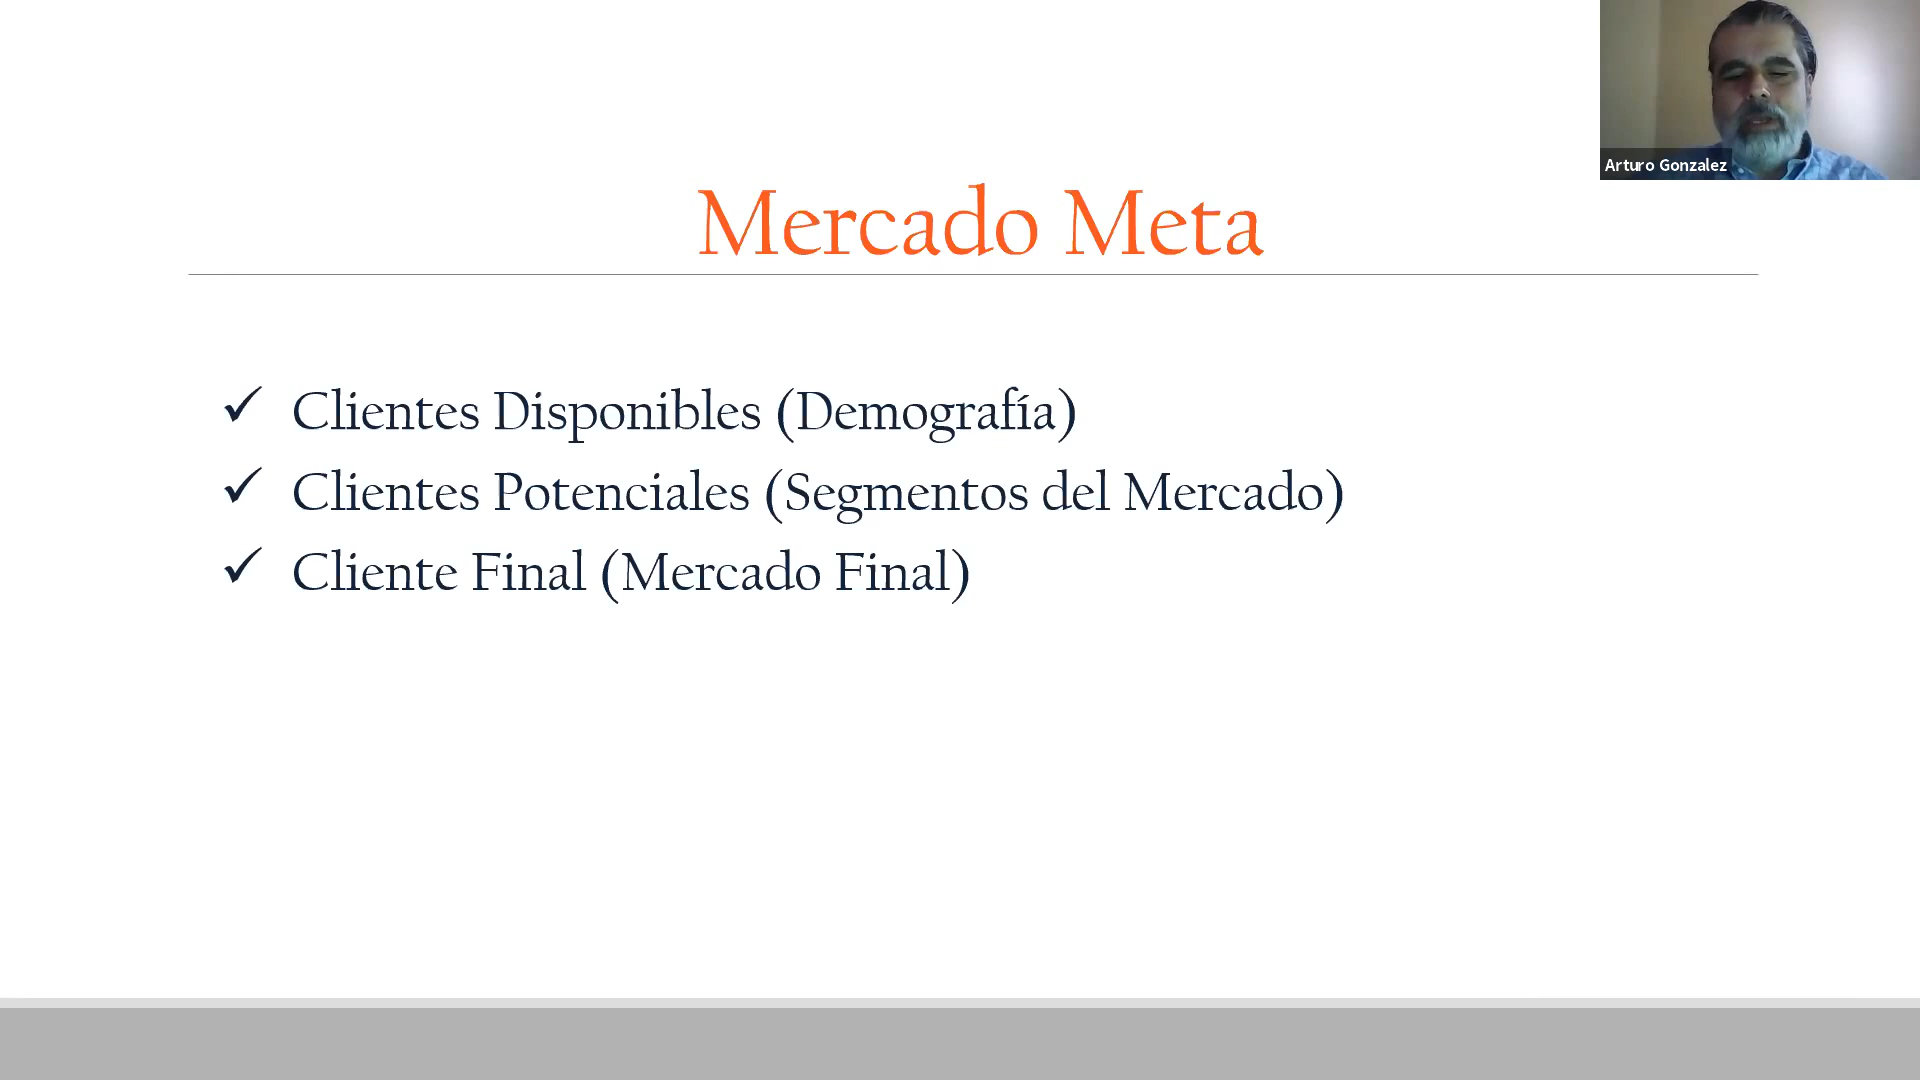 Arturo Gonzalez
Mercado Meta
✓ Clientes Disponibles (Demografía)
✓ Clientes Potenciales (Segmentos del Mercado)
✓ Cliente Final (Mercado Final)